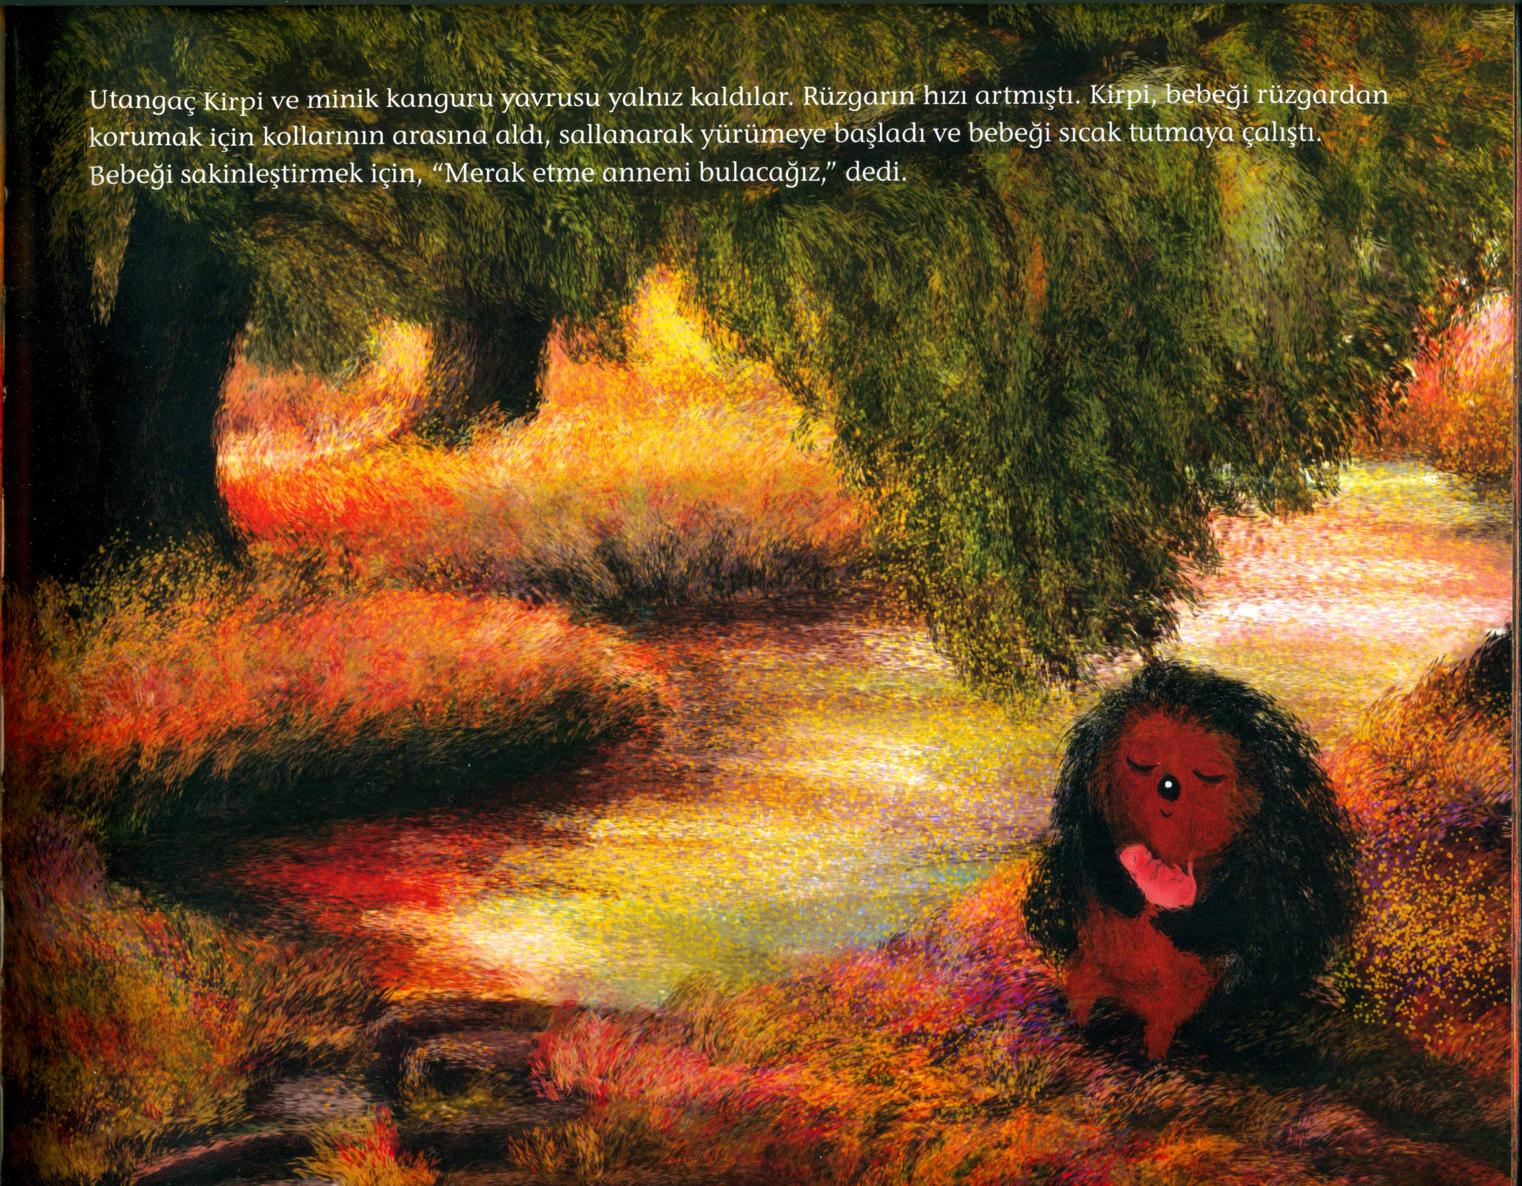 Utangaç Kirpi ve minik kanguru yavrusu yalnız kaldılar. Rüzgarın hızı artmıştı. Kirpi, bebeği rüzgardan
korumak için kollarının arasına aldı, sallanarak yürümeye başladı ve bebeği sıcak tutmaya çalıştı.
Bebeği sakinleştirmek için, “Merak etme anneni bulacağız,” dedi.